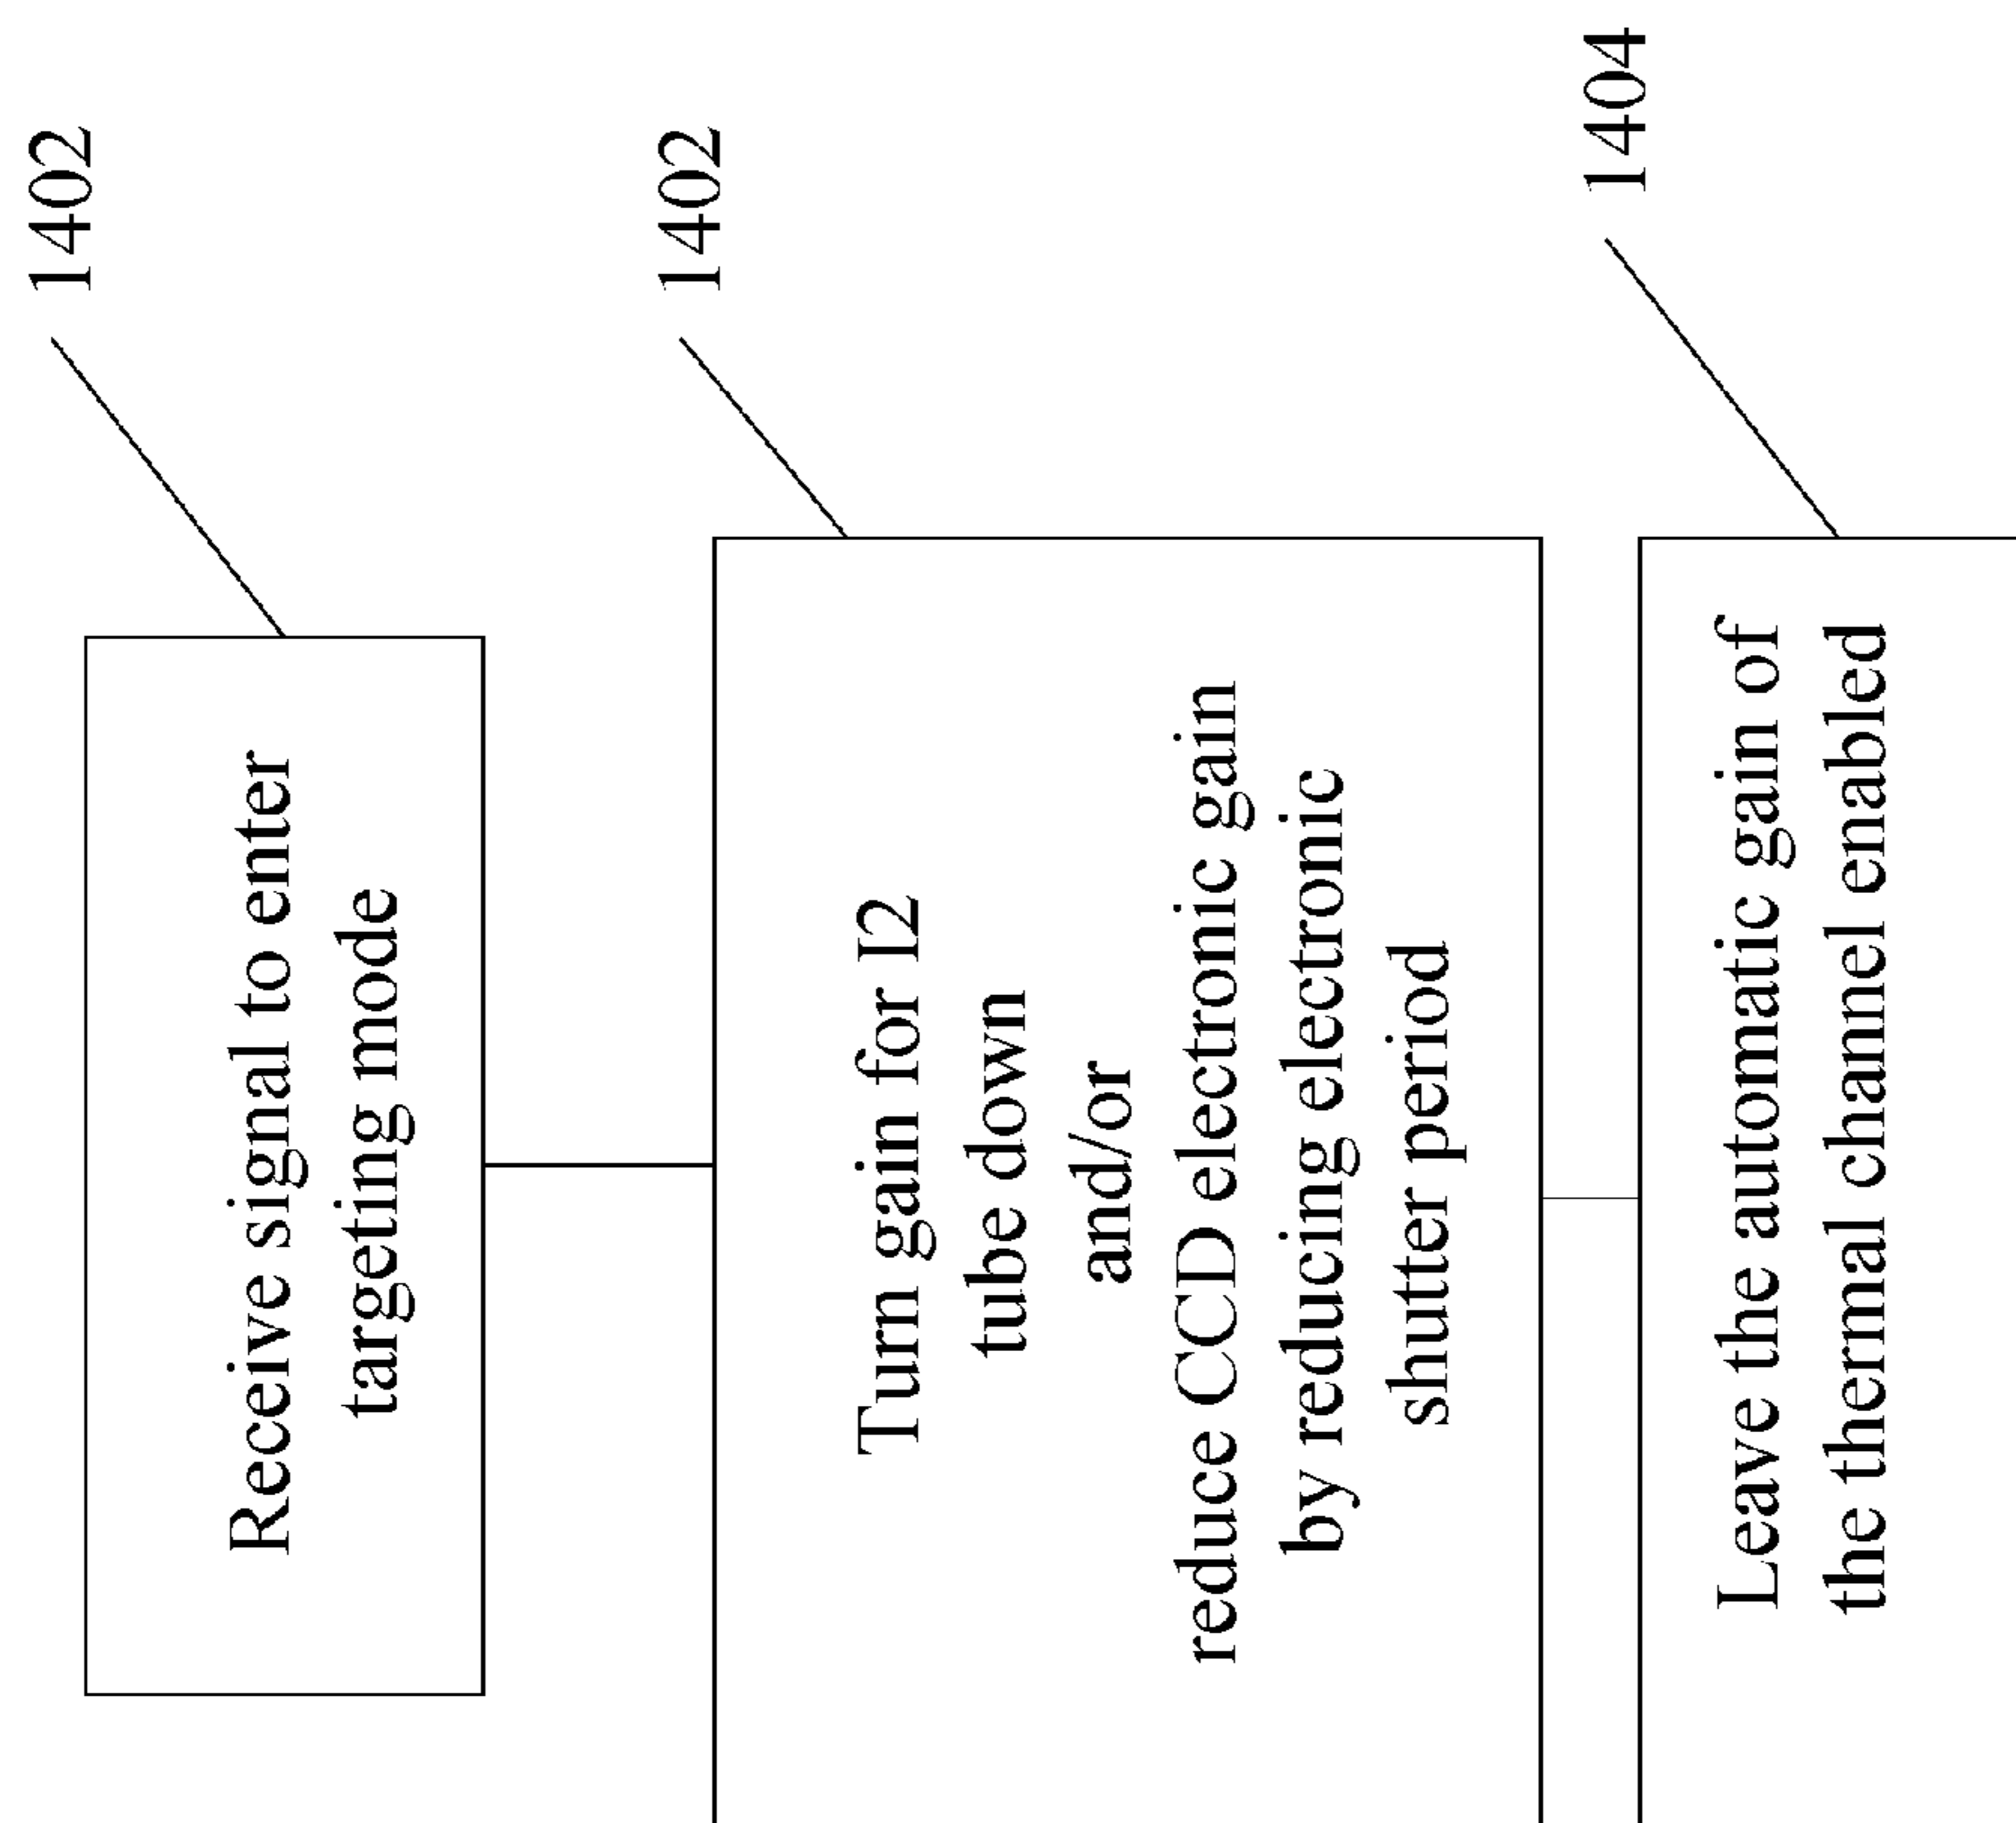 1402
Receive signal to enter
targeting mode
1402
Turn gain for I2
tube down
and/or
reduce CCD electronic gain
by reducing electronic
shutter period
1404
Leave the automatic gain of
the thermal channel enabled